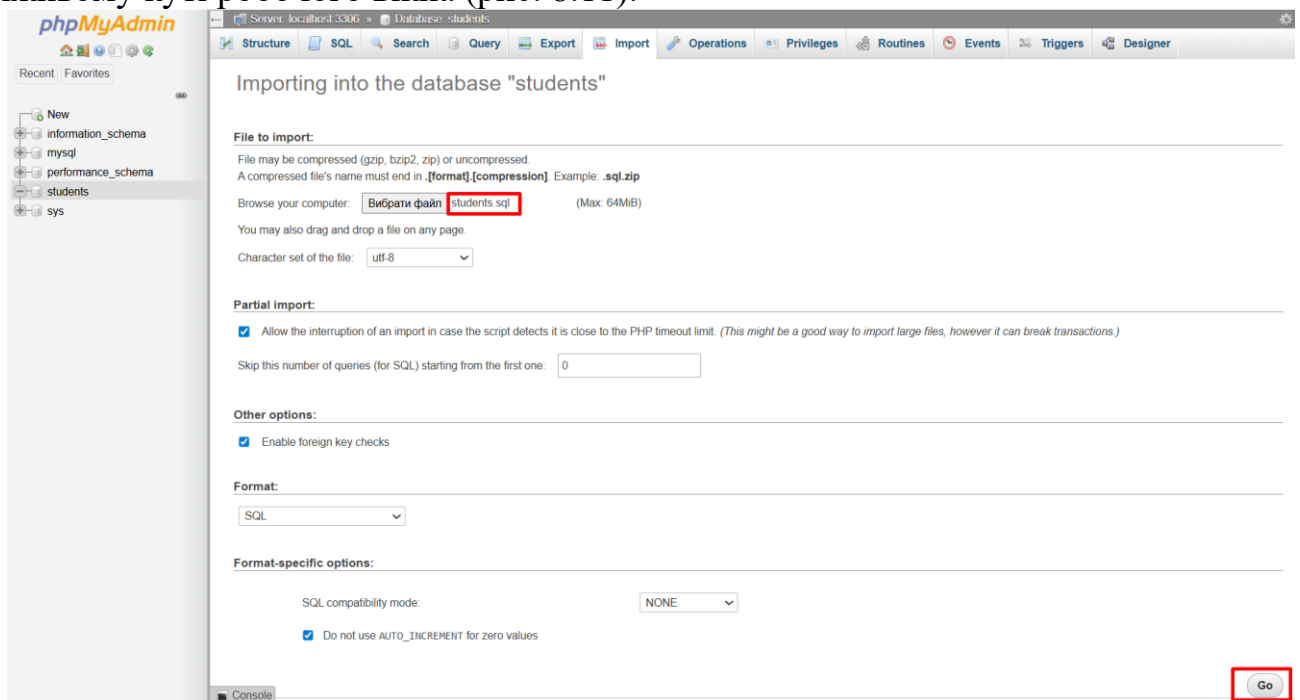 (рис. 6.11).
phpMyAdmin
Recent Favorites
New
information_schema
mysql
performance_schema
students
sys
Server: localhost:3306 » Database: students
Structure SQL Search Query Export Import Operations Privileges Routines Events Triggers Designer
Importing into the database "students"
File to import:
File may be compressed (gzip, bzip2, zip) or uncompressed.
A compressed file's name must end in .[format].[compression]. Example: .sql.zip
Browse your computer: Вибрати файл students.sql (Max: 64MiB)
You may also drag and drop a file on any page.
Character set of the file: utf-8
Partial import:
Allow the interruption of an import in case the script detects it is close to the PHP timeout limit. (This might be a good way to import large files, however it can break transactions.)
Skip this number of queries (for SQL) starting from the first one: 0
Other options:
Enable foreign key checks
Format:
SQL
Format-specific options:
SQL compatibility mode: NONE
Do not use AUTO_INCREMENT for zero values
Go
Console